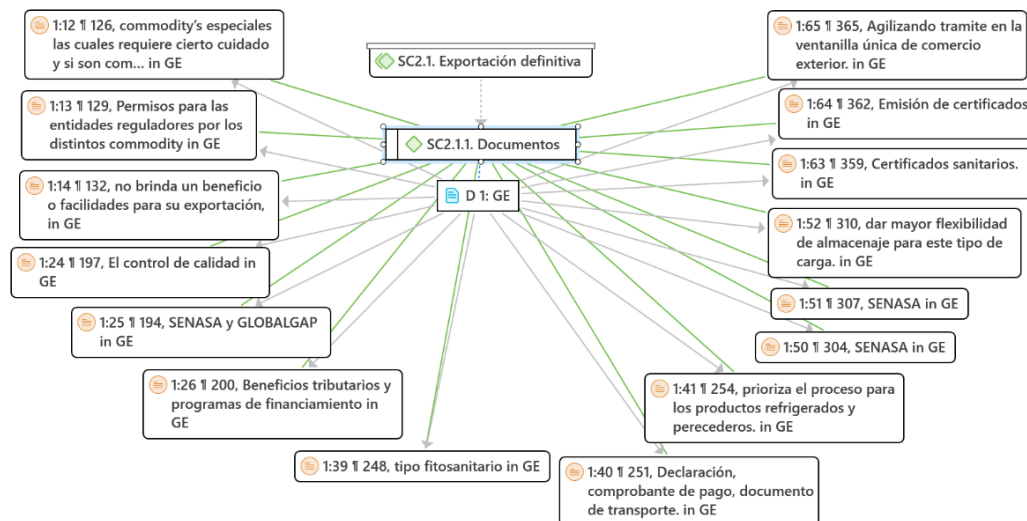 1:12 ¶ 126, commodity's especiales
las cuales requiere cierto cuidado
y si son com... in GE
SC2.1. Exportación definitiva
1:65 ¶ 365, Agilizando tramite en la
ventanilla única de comercio
exterior. in GE
1:13 ¶ 129, Permisos para las
entidades reguladores por los
distintos commodity in GE
1:64 ¶ 362, Emisión de certificados.
in GE
SC2.1.1. Documentos
1:63 ¶ 359, Certificados sanitarios.
in GE
1:14 ¶ 132, no brinda un beneficio
o facilidades para su exportación,
in GE
D 1: GE
1:52 ¶ 310, dar mayor flexibilidad
de almacenaje para este tipo de
carga. in GE
1:24 ¶ 197, El control de calidad in
GE
1:51 ¶ 307, SENASA in GE
1:25 ¶ 194, SENASA y GLOBALGAP
in GE
1:50 ¶ 304, SENASA in GE
1:26 ¶ 200, Beneficios tributarios y
programas de financiamiento in
GE
1:41 ¶ 254, prioriza el proceso para
los productos refrigerados y
perecederos. in GE
1:39 ¶ 248, tipo fitosanitario in GE
1:40 ¶ 251, Declaración,
comprobante de pago, documento
de transporte. in GE